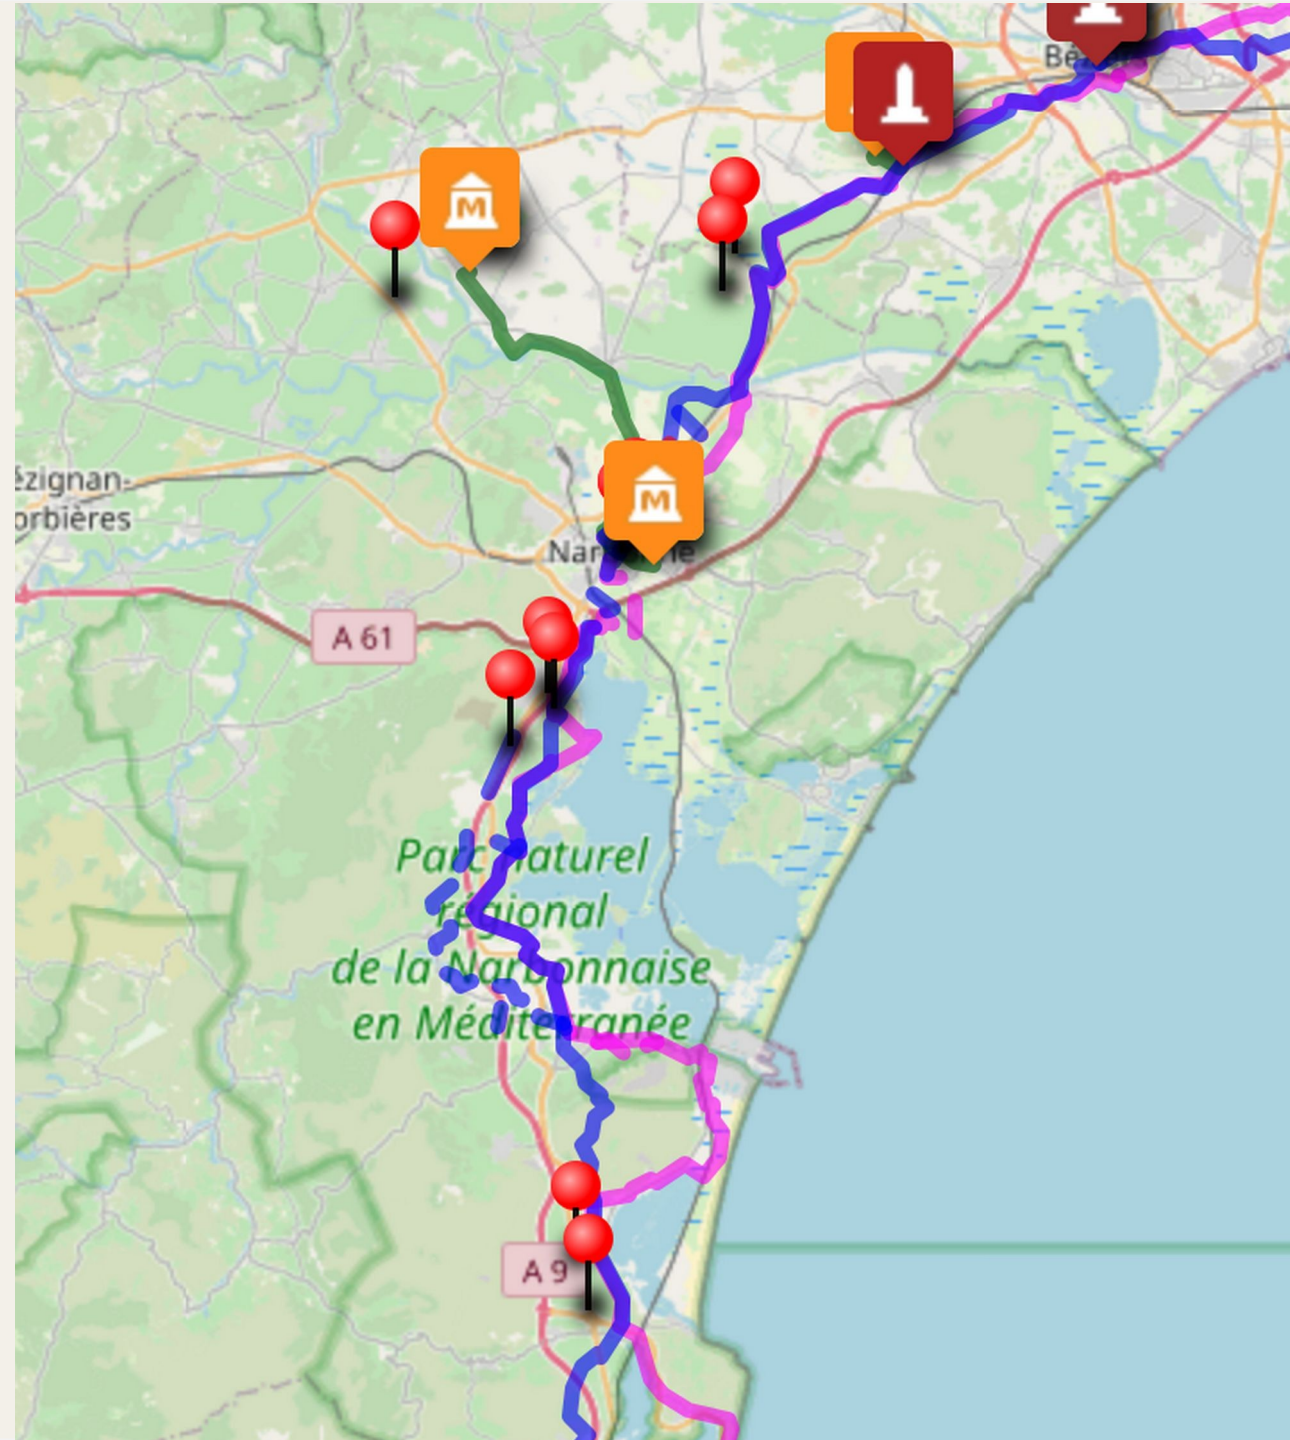 ézignan-
orbières
A 61
Parc naturel
régional
de la Narbonnaise
en Méditerranée
A 9